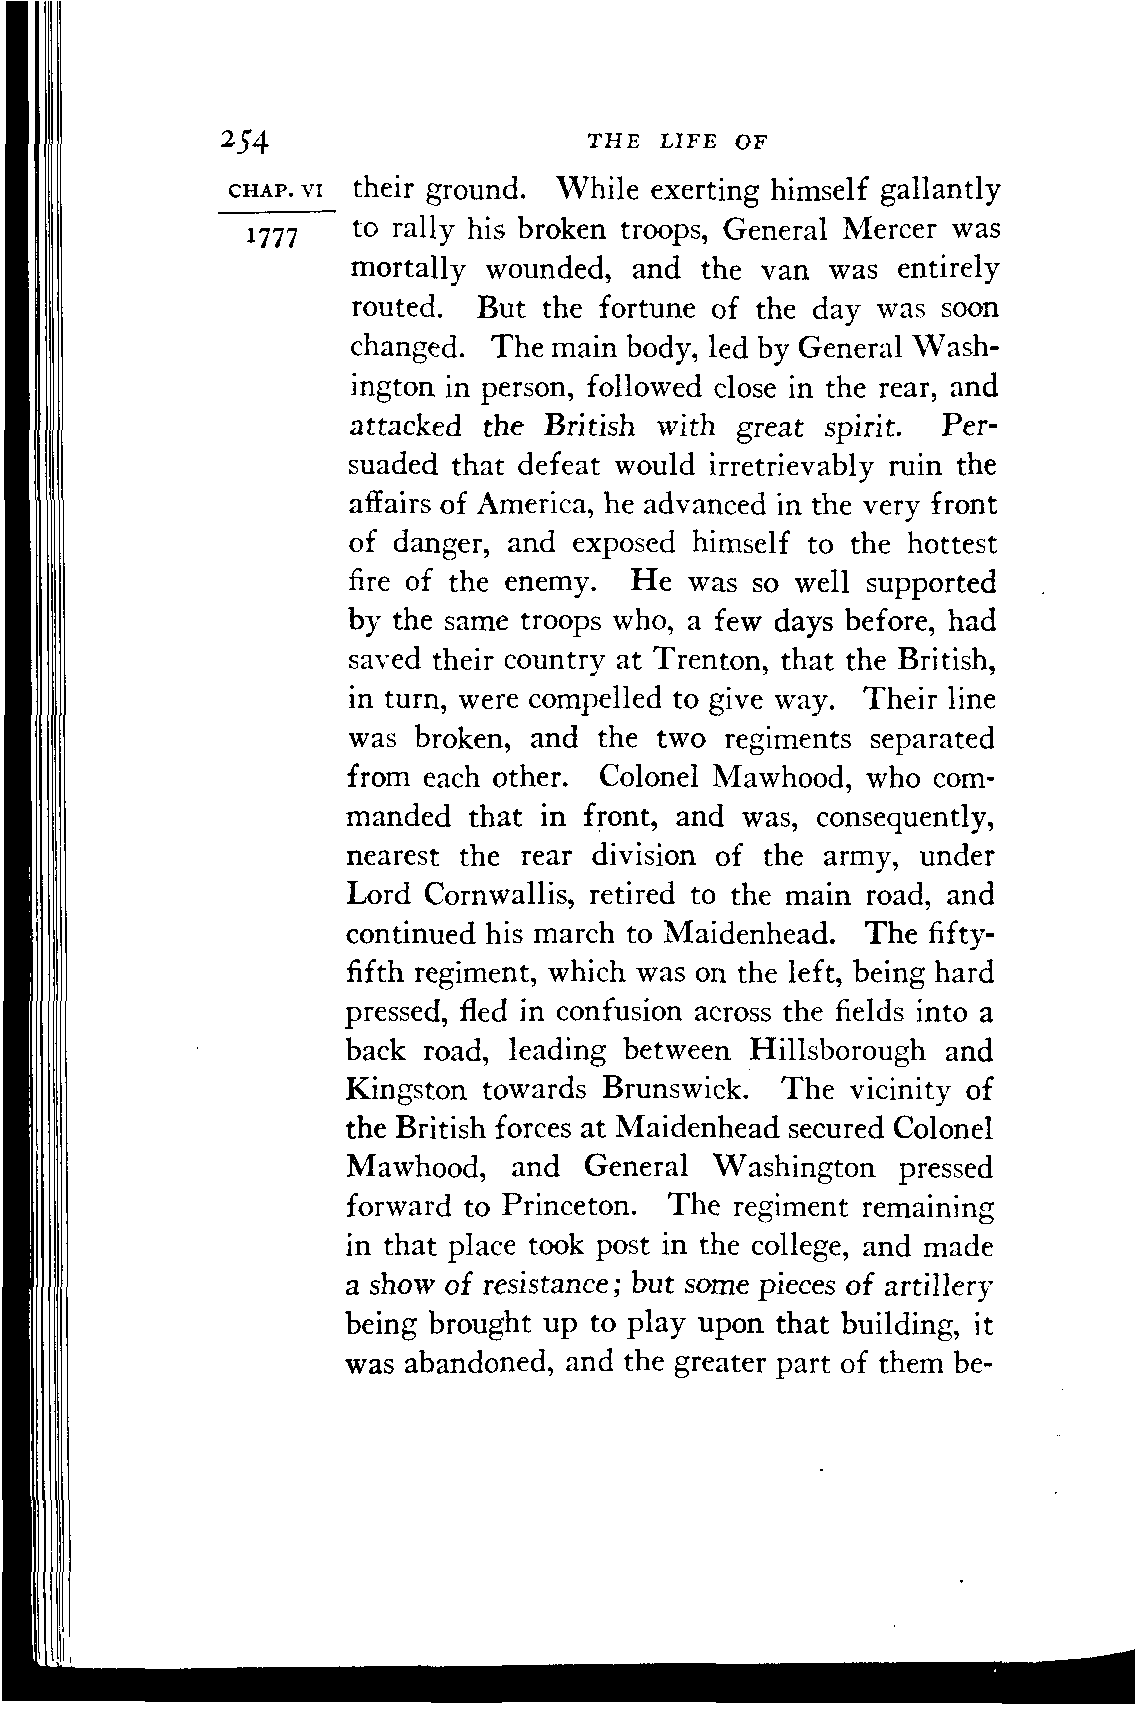 254 THE LIFE OF
CHAP. VI their ground. While exerting himself gallantly
1777 to rally his broken troops, General Mercer was
mortally wounded, and the van was entirely
routed. But the fortune of the day was soon
changed. The main body, led by General Wash-
ington in person, followed close in the rear, and
attacked the British with great spirit. Per-
suaded that defeat would irretrievably ruin the
affairs of America, he advanced in the very front
of danger, and exposed himself to the hottest
fire of the enemy. He was so well supported
by the same troops who, a few days before, had
saved their country at Trenton, that the British,
in turn, were compelled to give way. Their line
was broken, and the two regiments separated
from each other. Colonel Mawhood, who com-
manded that in front, and was, consequently,
nearest the rear division of the army, under
Lord Cornwallis, retired to the main road, and
continued his march to Maidenhead. The fifty-
fifth regiment, which was on the left, being hard
pressed, fled in confusion across the fields into a
back road, leading between Hillsborough and
Kingston towards Brunswick. The vicinity of
the British forces at Maidenhead secured Colonel
Mawhood, and General Washington pressed
forward to Princeton. The regiment remaining
in that place took post in the college, and made
a show of resistance; but some pieces of artillery
being brought up to play upon that building, it
was abandoned, and the greater part of them be-